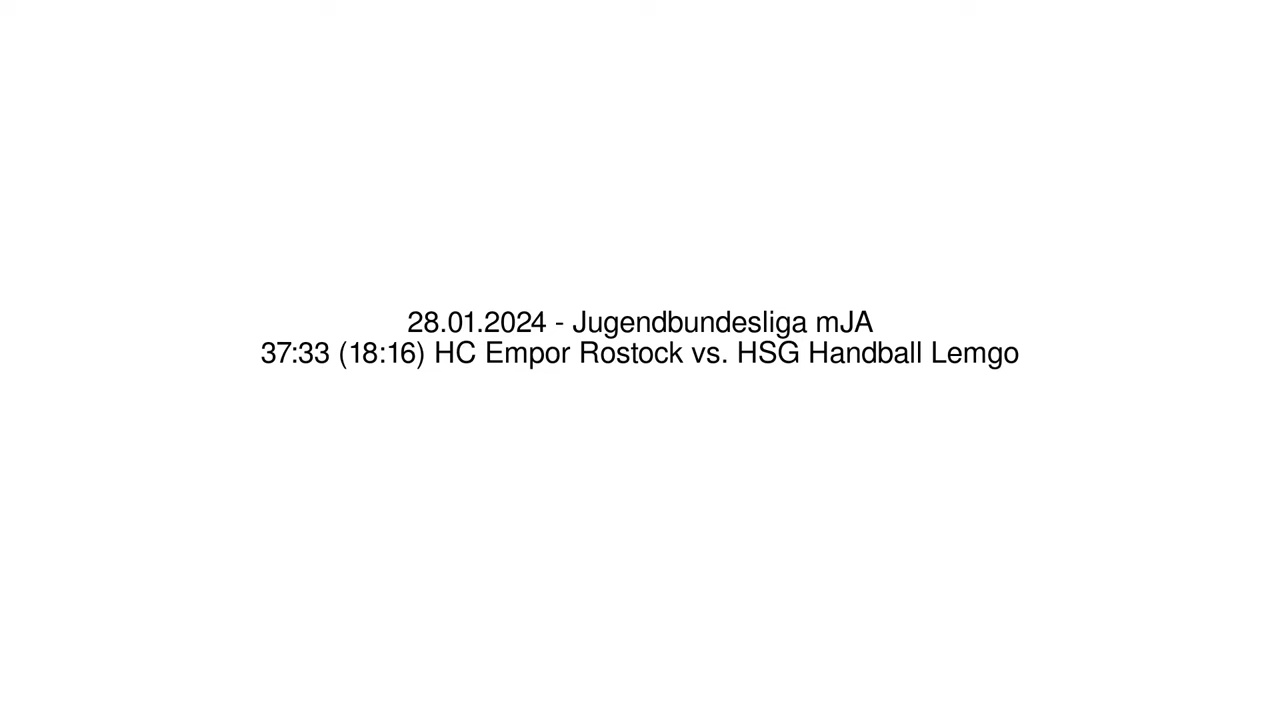 28.01.2024 - Jugendbundesliga mJA
37:33 (18:16) HC Empor Rostock vs. HSG Handball Lemgo